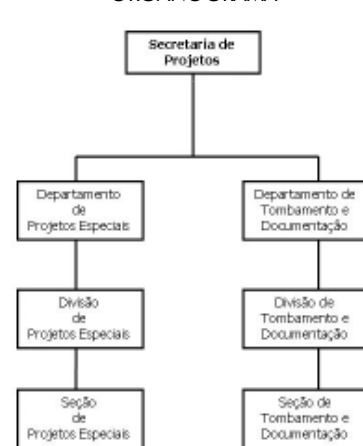 ORGANOGRAMA
Secretaria de
Projetos
Departamento
de
Projetos Especiais
Departamento de
Tombamento e
Documentação
Divisão
de
Projetos Especiais
Divisão de
Tombamento e
Documentação
Seção
de
Projetos Especiais
Seção de
Tombamento e
Documentação